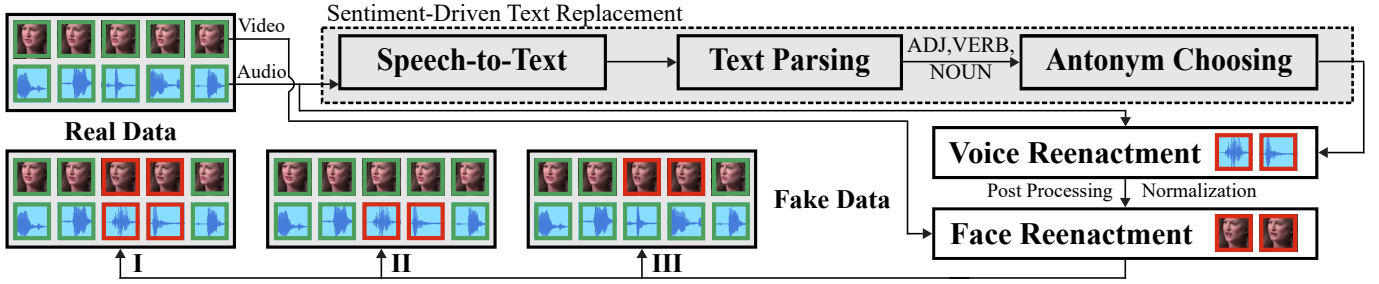 Sentiment-Driven Text Replacement
Video
Audio
Speech-to-Text
Text Parsing
ADJ,VERB,
NOUN
Antonym Choosing
Real Data
Voice Reenactment
Post Processing
Normalization
Fake Data
Face Reenactment
I
II
III